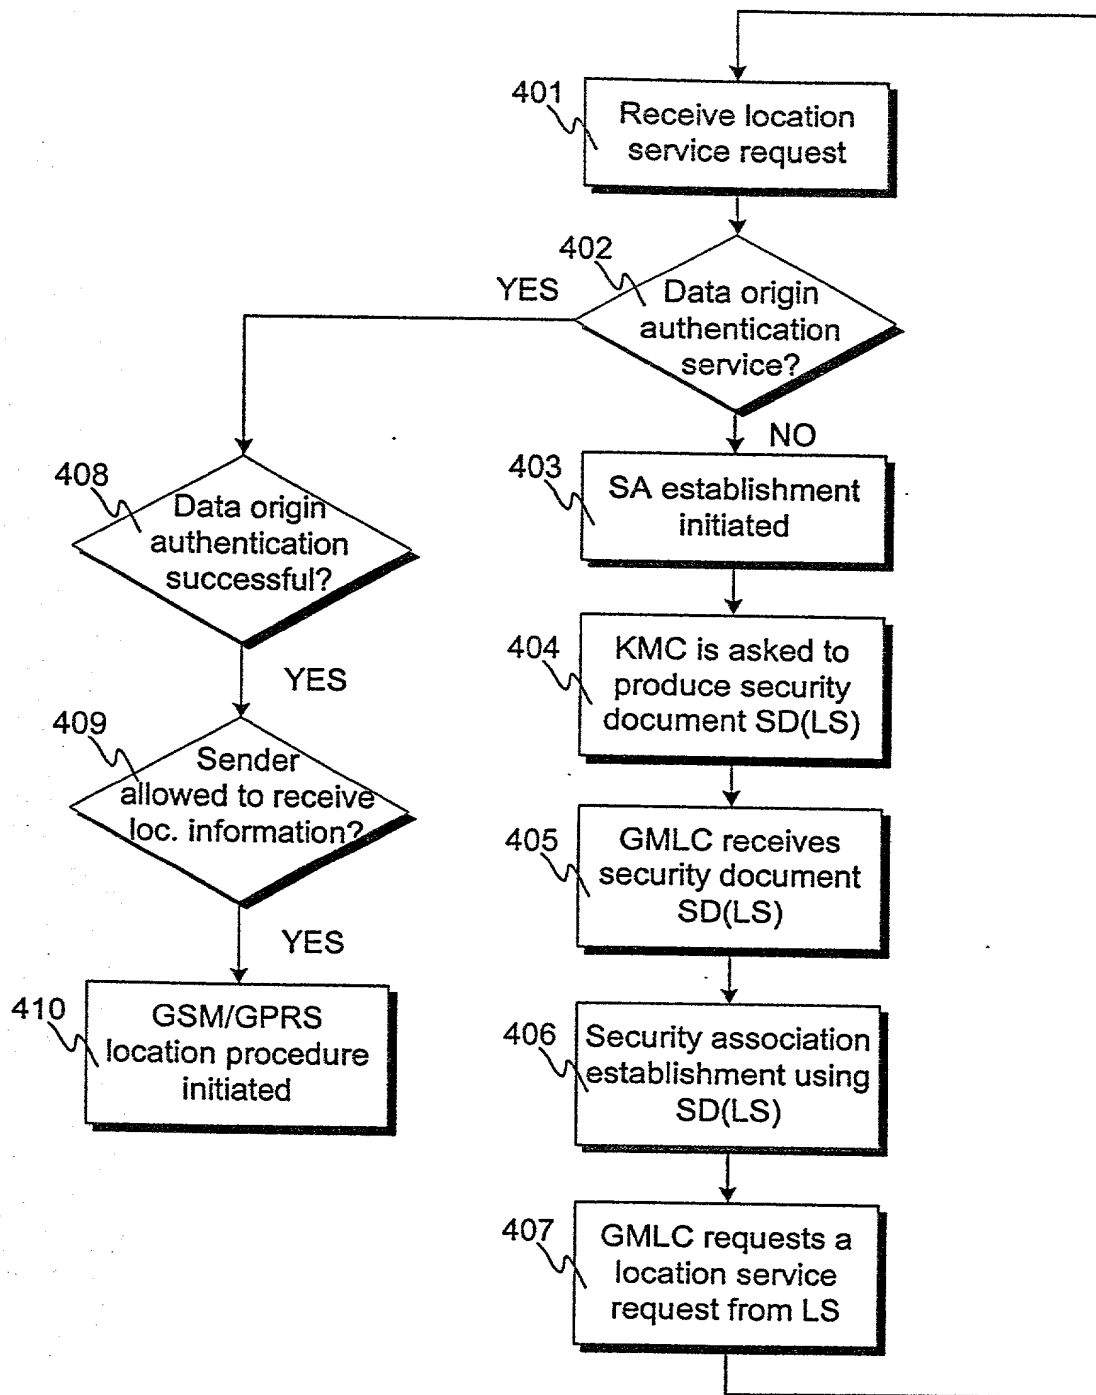 401
Receive location
service request
402
YES
Data origin
authentication
service?
NO
408
Data origin
authentication
successful?
403
SA establishment
initiated
404
KMC is asked to
produce security
document SD(LS)
YES
409
Sender
allowed to receive
loc. information?
405
GMLC receives
security document
SD(LS)
YES
410
GSM/GPRS
location procedure
initiated
406
Security association
establishment using
SD(LS)
407
GMLC requests a
location service
request from LS